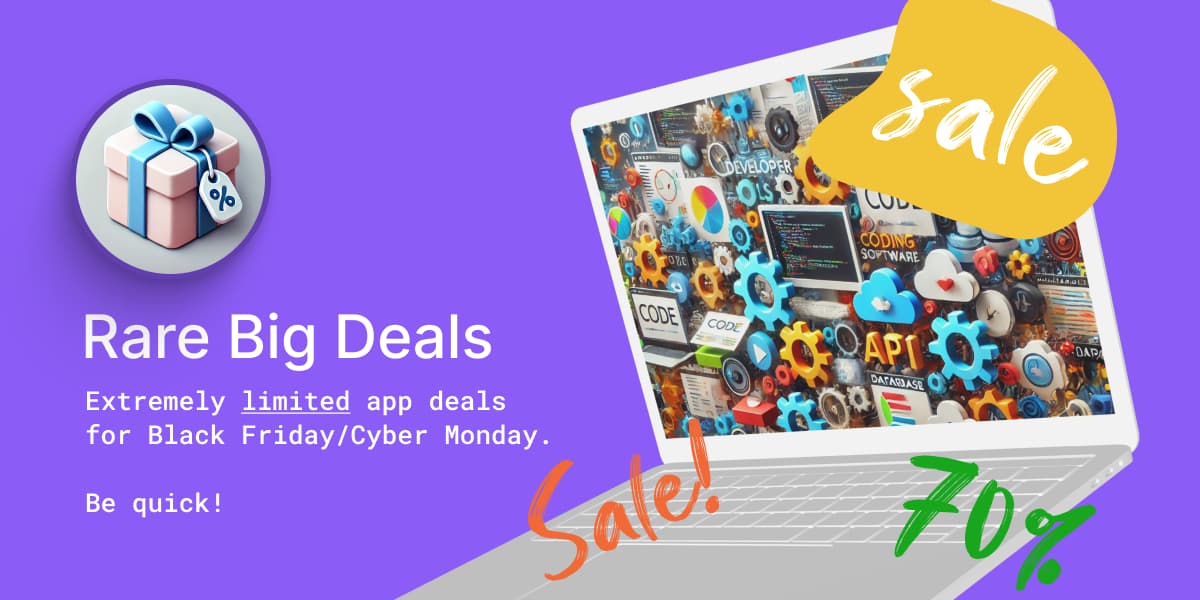 %
Rare Big Deals
Extremely limited app deals
for Black Friday/Cyber Monday.
Be quick!
sale
DEVELOPER
CODING
SOFTWARE
CODE
CODE
API
DATABASE
Sale!
70%